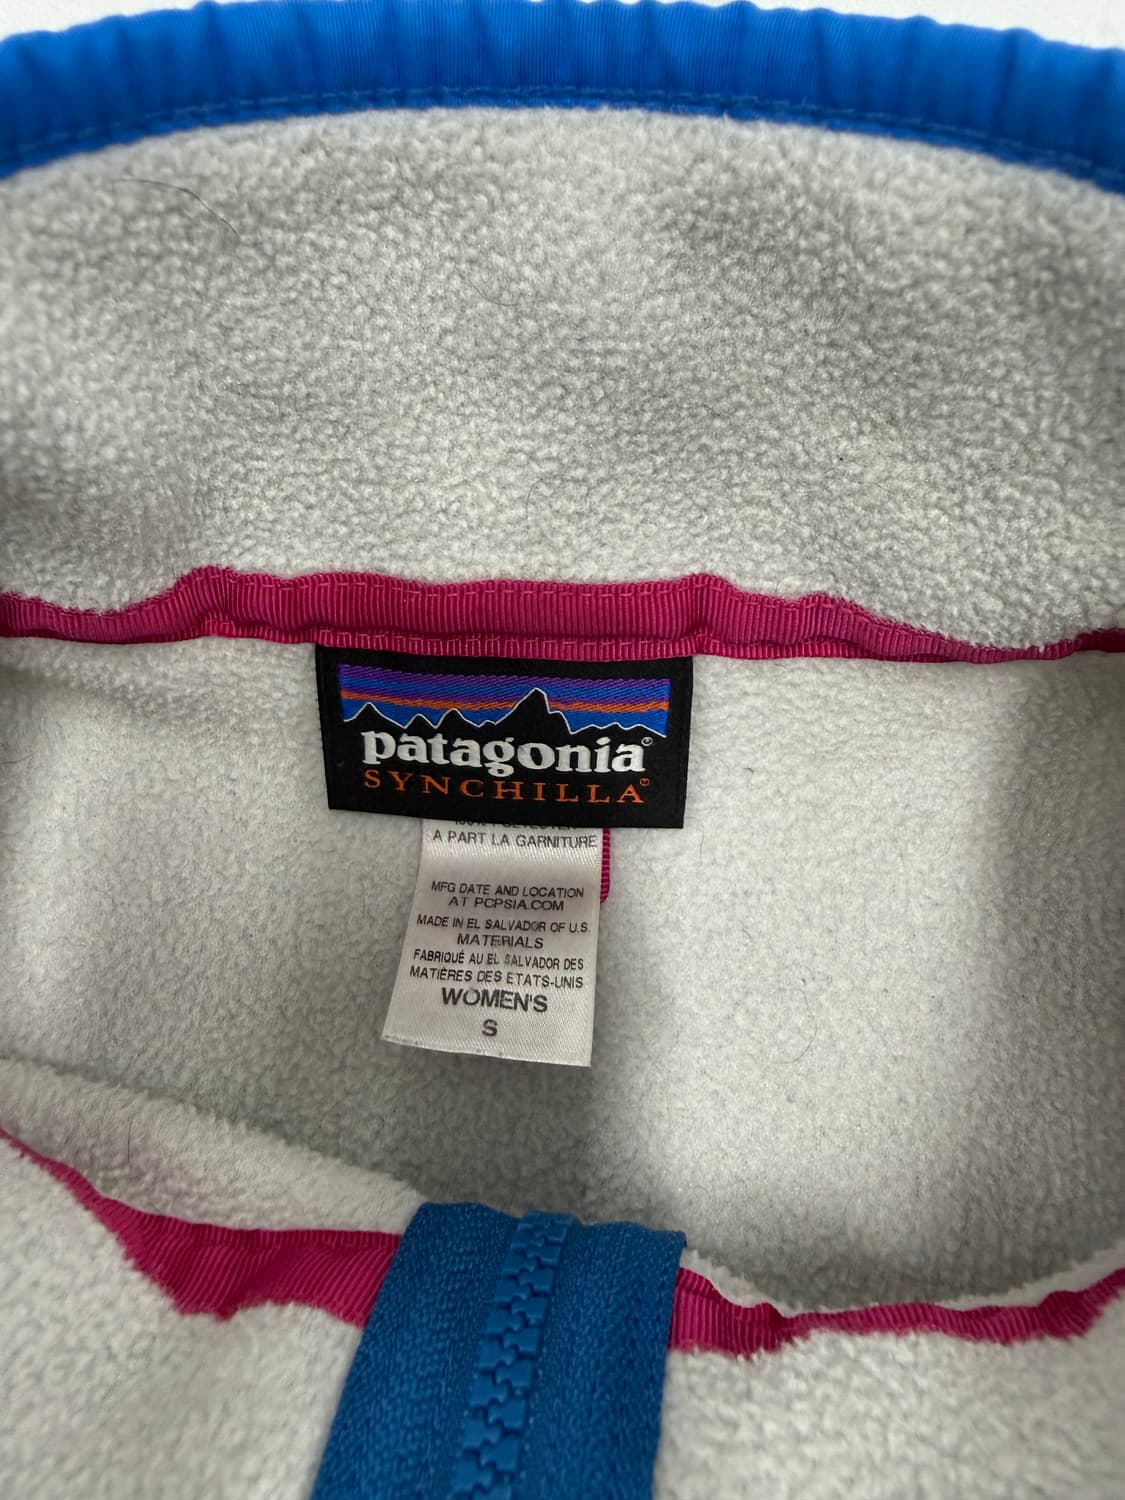 patagonia®
SYNCHILLA®
A PART LA GARNITURE
MFG DATE AND LOCATION
AT PCPSIA.COM
MADE IN EL SALVADOR OF U.S.
MATERIALS
FABRIQUÉ AU EL SALVADOR DES
MATIÈRES DES ETATS-UNIS
WOMEN'S
S